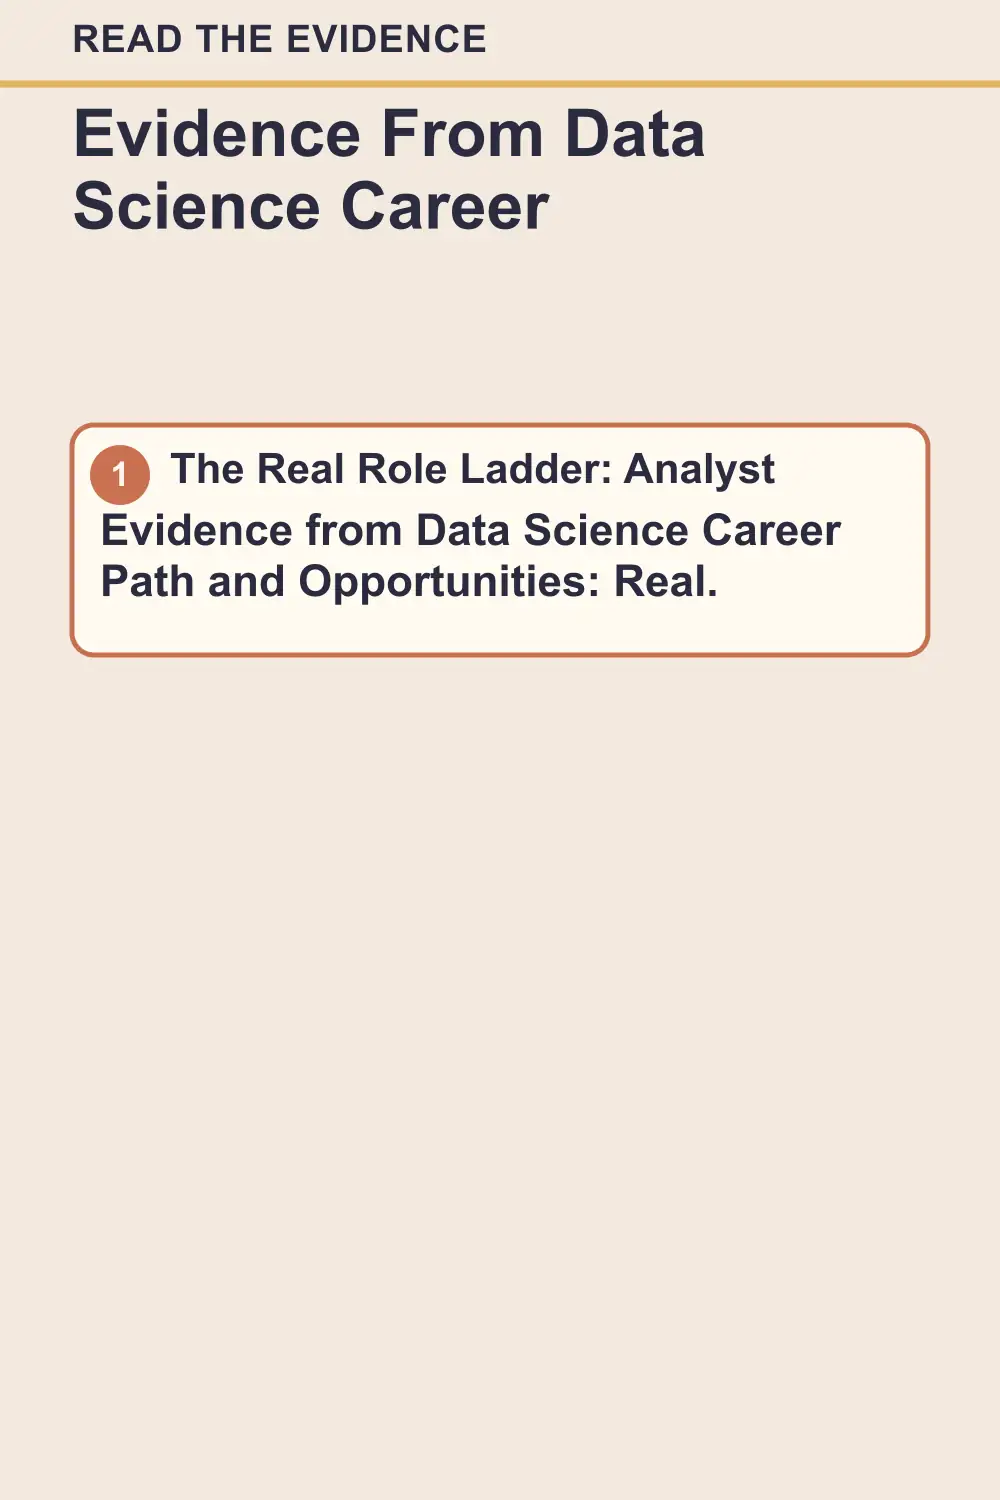 READ THE EVIDENCE
Evidence From Data
Science Career
1 The Real Role Ladder: Analyst
Evidence from Data Science Career
Path and Opportunities: Real.